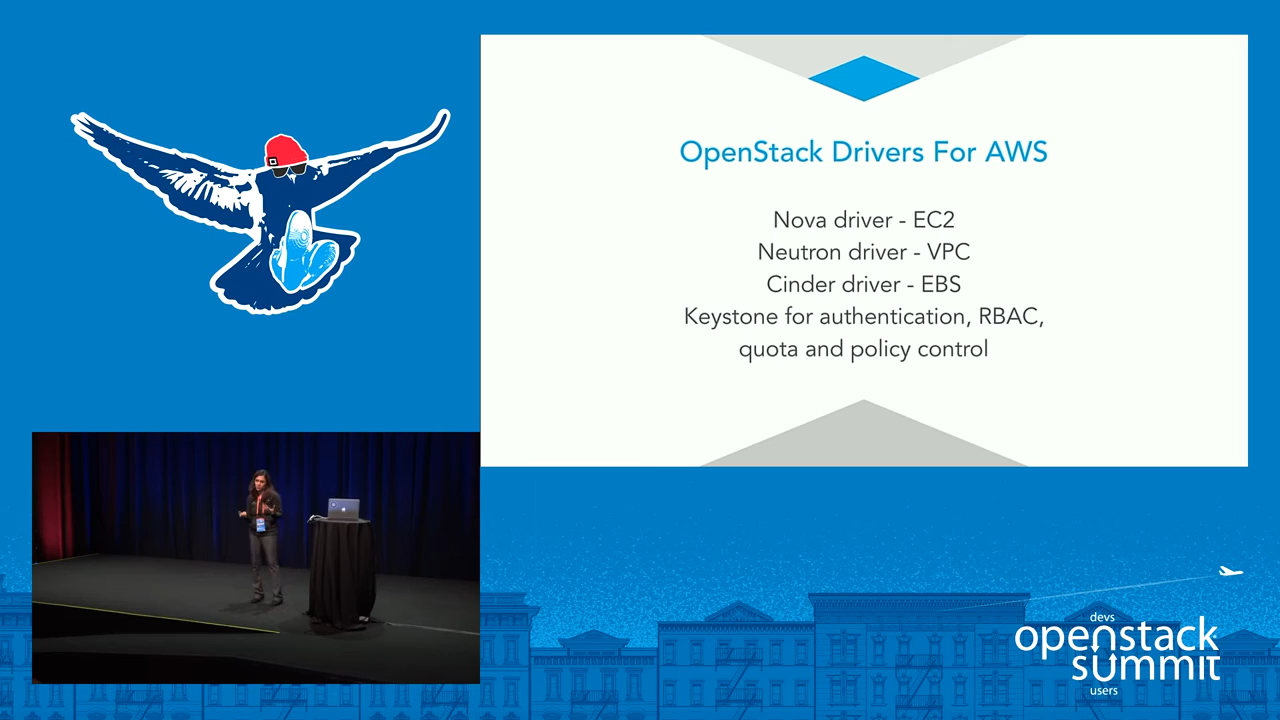 OpenStack Drivers For AWS
Nova driver - EC2
Neutron driver - VPC
Cinder driver - EBS
Keystone for authentication, RBAC,
quota and policy control
devs
openstack
summit
users